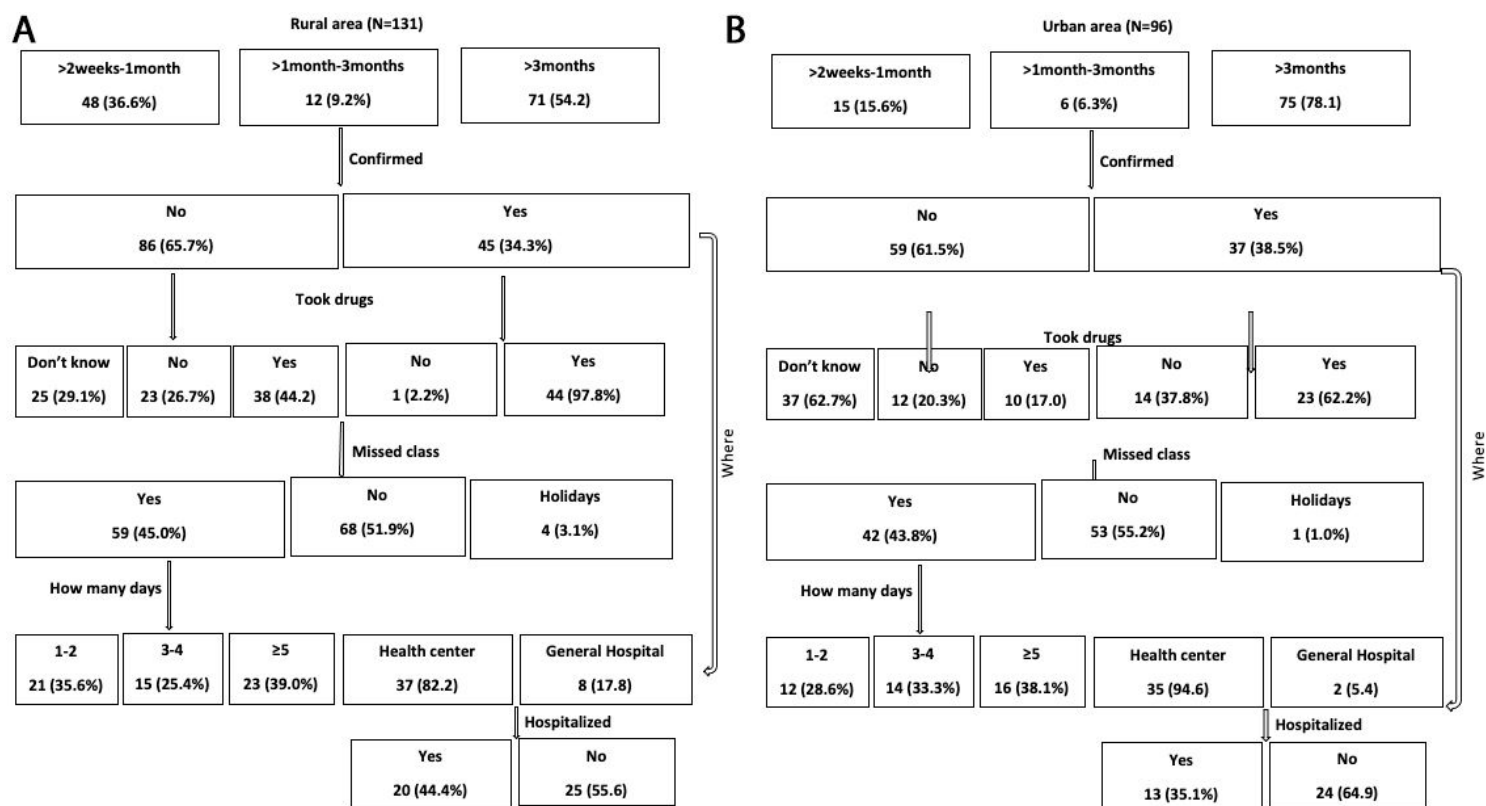 A
Rural area (N=131)
>2weeks-1month
48 (36.6%)
>1month-3months
12 (9.2%)
>3months
71 (54.2)
Confirmed
No
86 (65.7%)
Yes
45 (34.3%)
Took drugs
Don't know
25 (29.1%)
No
23 (26.7%)
Yes
38 (44.2)
No
1 (2.2%)
Yes
44 (97.8%)
Missed class
Where
Yes
59 (45.0%)
No
68 (51.9%)
Holidays
4 (3.1%)
How many days
1-2
21 (35.6%)
3-4
15 (25.4%)
≥5
23 (39.0%)
Health center
37 (82.2)
General Hospital
8 (17.8)
Hospitalized
Yes
20 (44.4%)
No
25 (55.6)
B
Urban area (N=96)
>2weeks-1month
15 (15.6%)
>1month-3months
6 (6.3%)
>3months
75 (78.1)
Confirmed
No
59 (61.5%)
Yes
37 (38.5%)
Took drugs
Don't know
37 (62.7%)
No
12 (20.3%)
Yes
10 (17.0)
No
14 (37.8%)
Yes
23 (62.2%)
Missed class
Where
Yes
42 (43.8%)
No
53 (55.2%)
Holidays
1 (1.0%)
How many days
1-2
12 (28.6%)
3-4
14 (33.3%)
≥5
16 (38.1%)
Health center
35 (94.6)
General Hospital
2 (5.4)
Hospitalized
Yes
13 (35.1%)
No
24 (64.9)